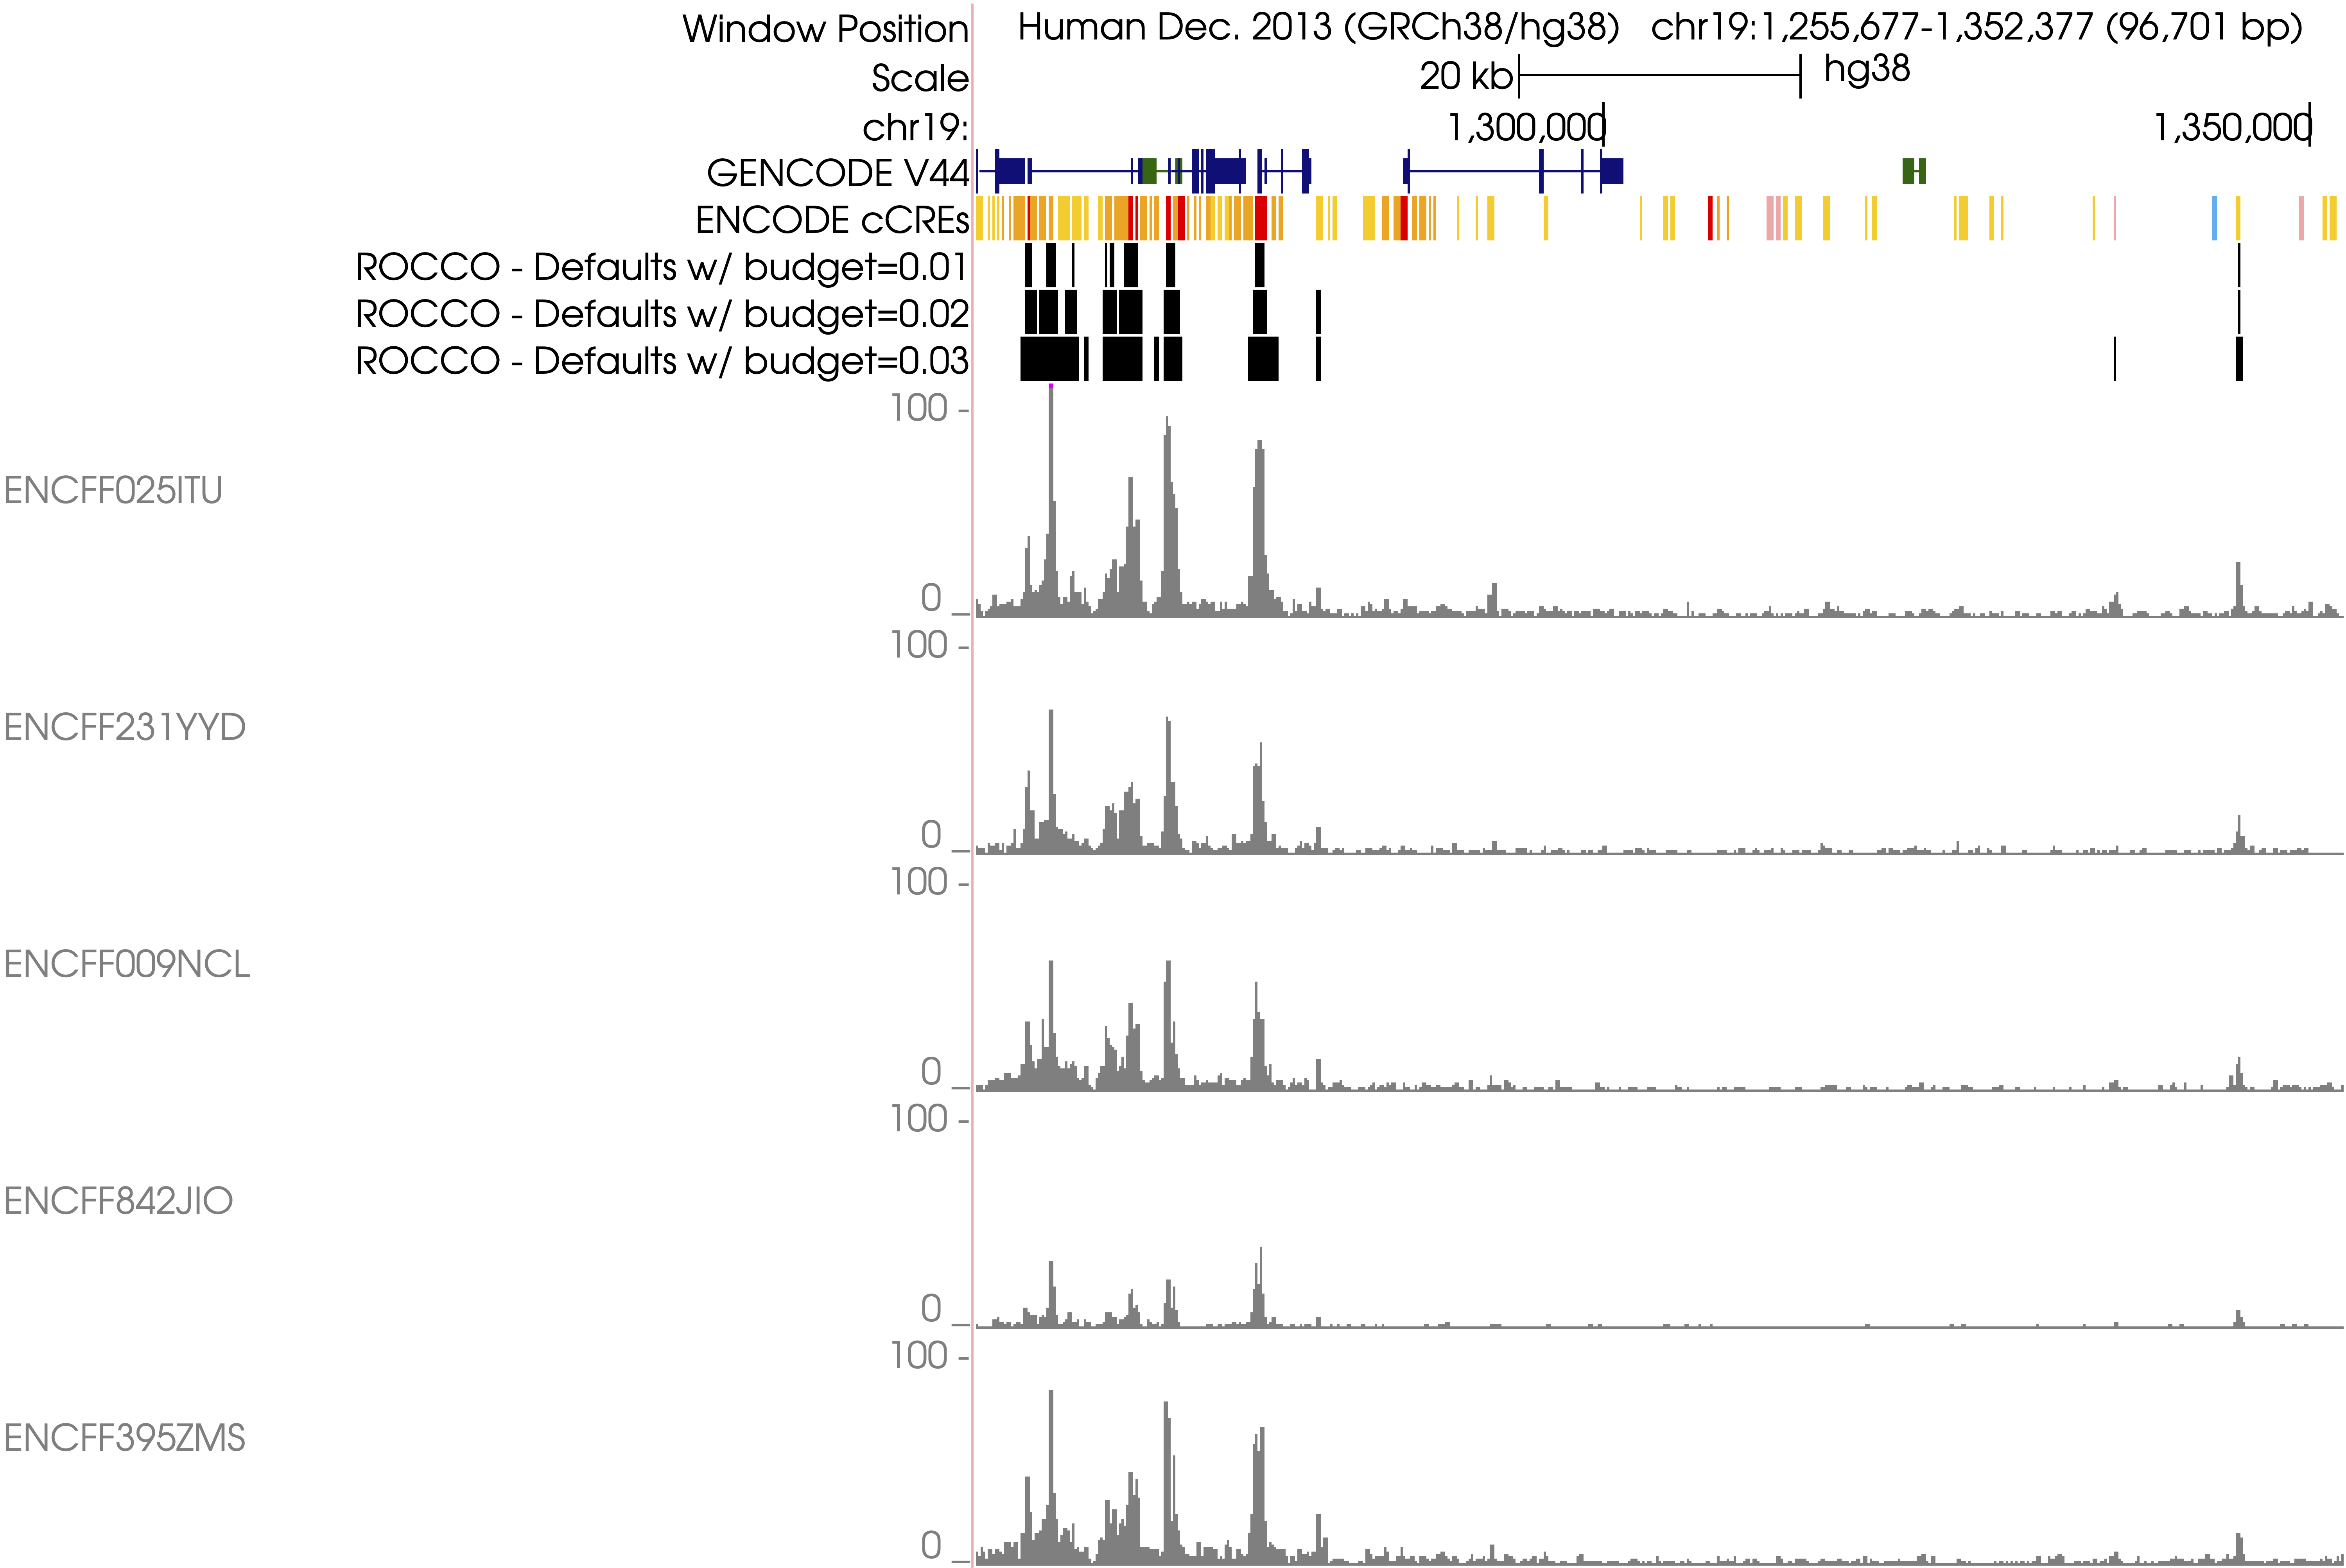 Window Position Human Dec. 2013 (GRCh38/hg38) chr19:1,255,677-1,352,377 (96,701 bp)
Scale 20 kb hg38
chr19: 1,300,000 1,350,000
GENCODE V44
ENCODE cCREs
ROCCO - Defaults w/ budget=0.01
ROCCO - Defaults w/ budget=0.02
ROCCO - Defaults w/ budget=0.03
100
ENCFF025ITU
0
100
ENCFF231YYD
0
100
ENCFF009NCL
0
100
ENCFF842JIO
0
100
ENCFF395ZMS
0